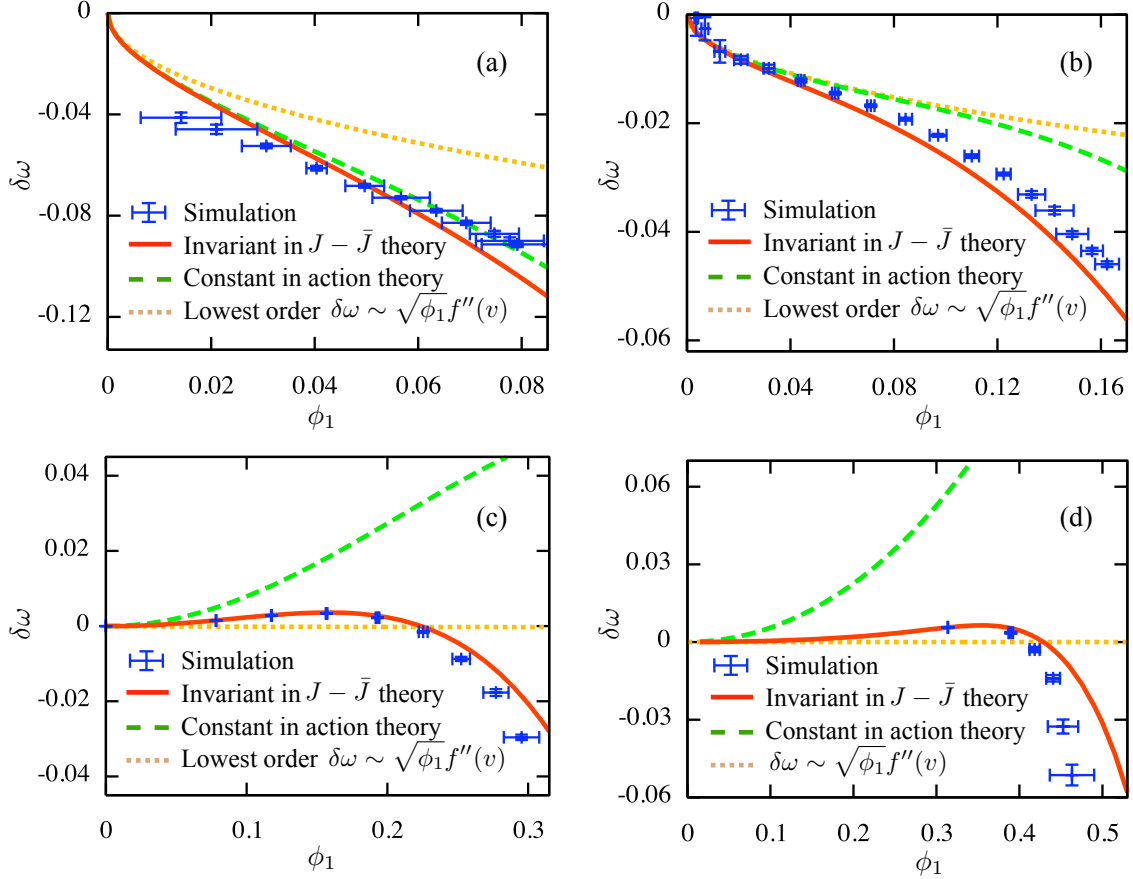 (a)
0
-0.04
-0.08
-0.12
δω
Simulation
Invariant in J − J̄ theory
Constant in action theory
Lowest order δω ∼ √ϕ₁f′′(v)
0 0.02 0.04 0.06 0.08
ϕ₁
(b)
0
-0.02
-0.04
-0.06
δω
Simulation
Invariant in J − J̄ theory
Constant in action theory
Lowest order δω ∼ √ϕ₁f′′(v)
0 0.04 0.08 0.12 0.16
ϕ₁
(c)
0.04
0.02
0
-0.02
-0.04
δω
Simulation
Invariant in J − J̄ theory
Constant in action theory
Lowest order δω ∼ √ϕ₁f′′(v)
0 0.1 0.2 0.3
ϕ₁
(d)
0.06
0.03
0
-0.03
-0.06
δω
Simulation
Invariant in J − J̄ theory
Constant in action theory
δω ∼ √ϕ₁f′′(v)
0 0.1 0.2 0.3 0.4 0.5
ϕ₁